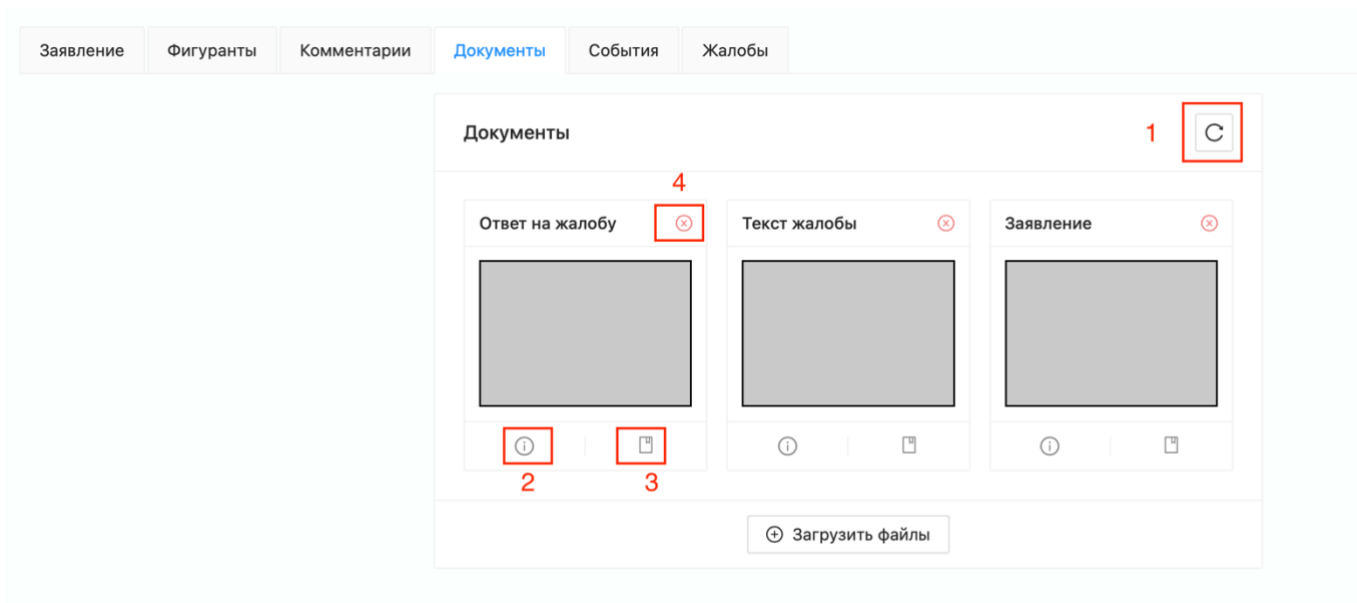 Заявление Фигуранты Комментарии Документы События Жалобы
Документы 1
4
Ответ на жалобу Текст жалобы Заявление
2 3
Загрузить файлы